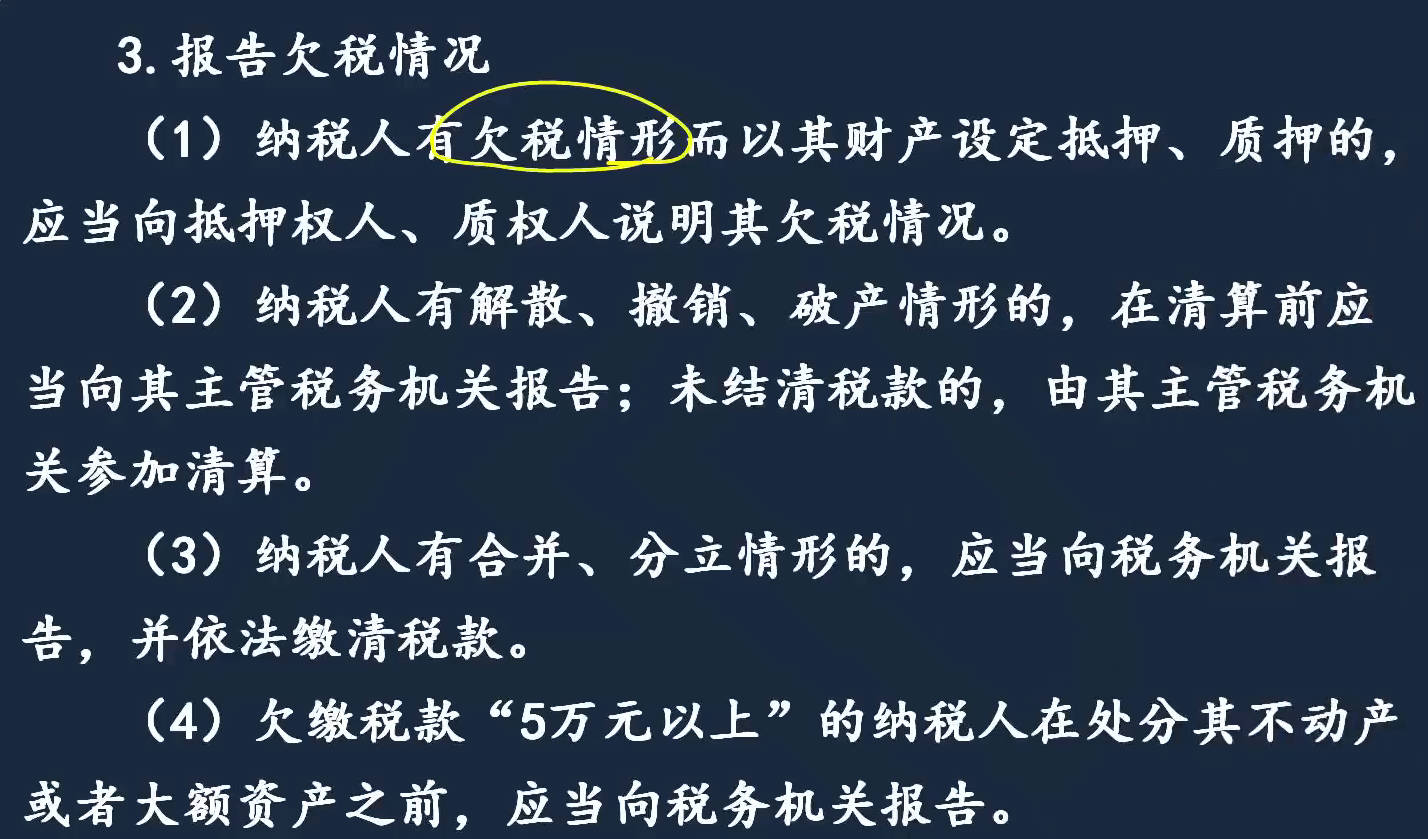 3.报告欠税情况
（1）纳税人有欠税情形而以其财产设定抵押、质押的，
应当向抵押权人、质权人说明其欠税情况。
（2）纳税人有解散、撤销、破产情形的，在清算前应
当向其主管税务机关报告；未结清税款的，由其主管税务机
关参加清算。
（3）纳税人有合并、分立情形的，应当向税务机关报
告，并依法缴清税款。
（4）欠缴税款“5万元以上”的纳税人在处分其不动产
或者大额资产之前，应当向税务机关报告。